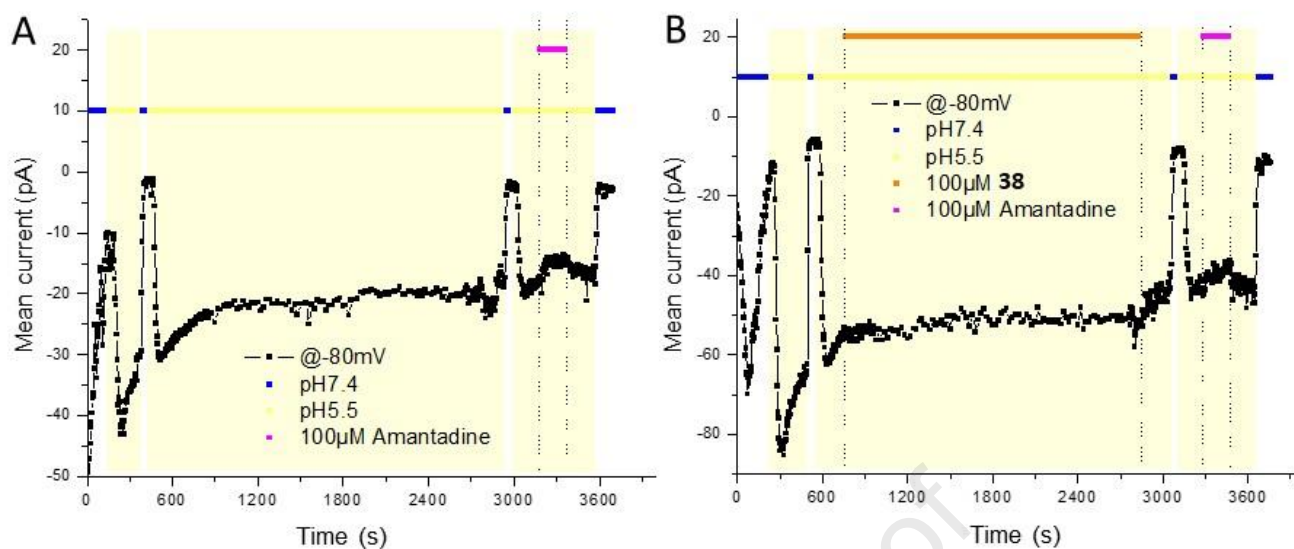 A
Mean current (pA)
20
10
0
-10
-20
-30
-40
-50
@-80mV
pH7.4
pH5.5
100µM Amantadine
0 600 1200 1800 2400 3000 3600
Time (s)
B
Mean current (pA)
20
0
-20
-40
-60
-80
@-80mV
pH7.4
pH5.5
100µM 38
100µM Amantadine
0 600 1200 1800 2400 3000 3600
Time (s)
of